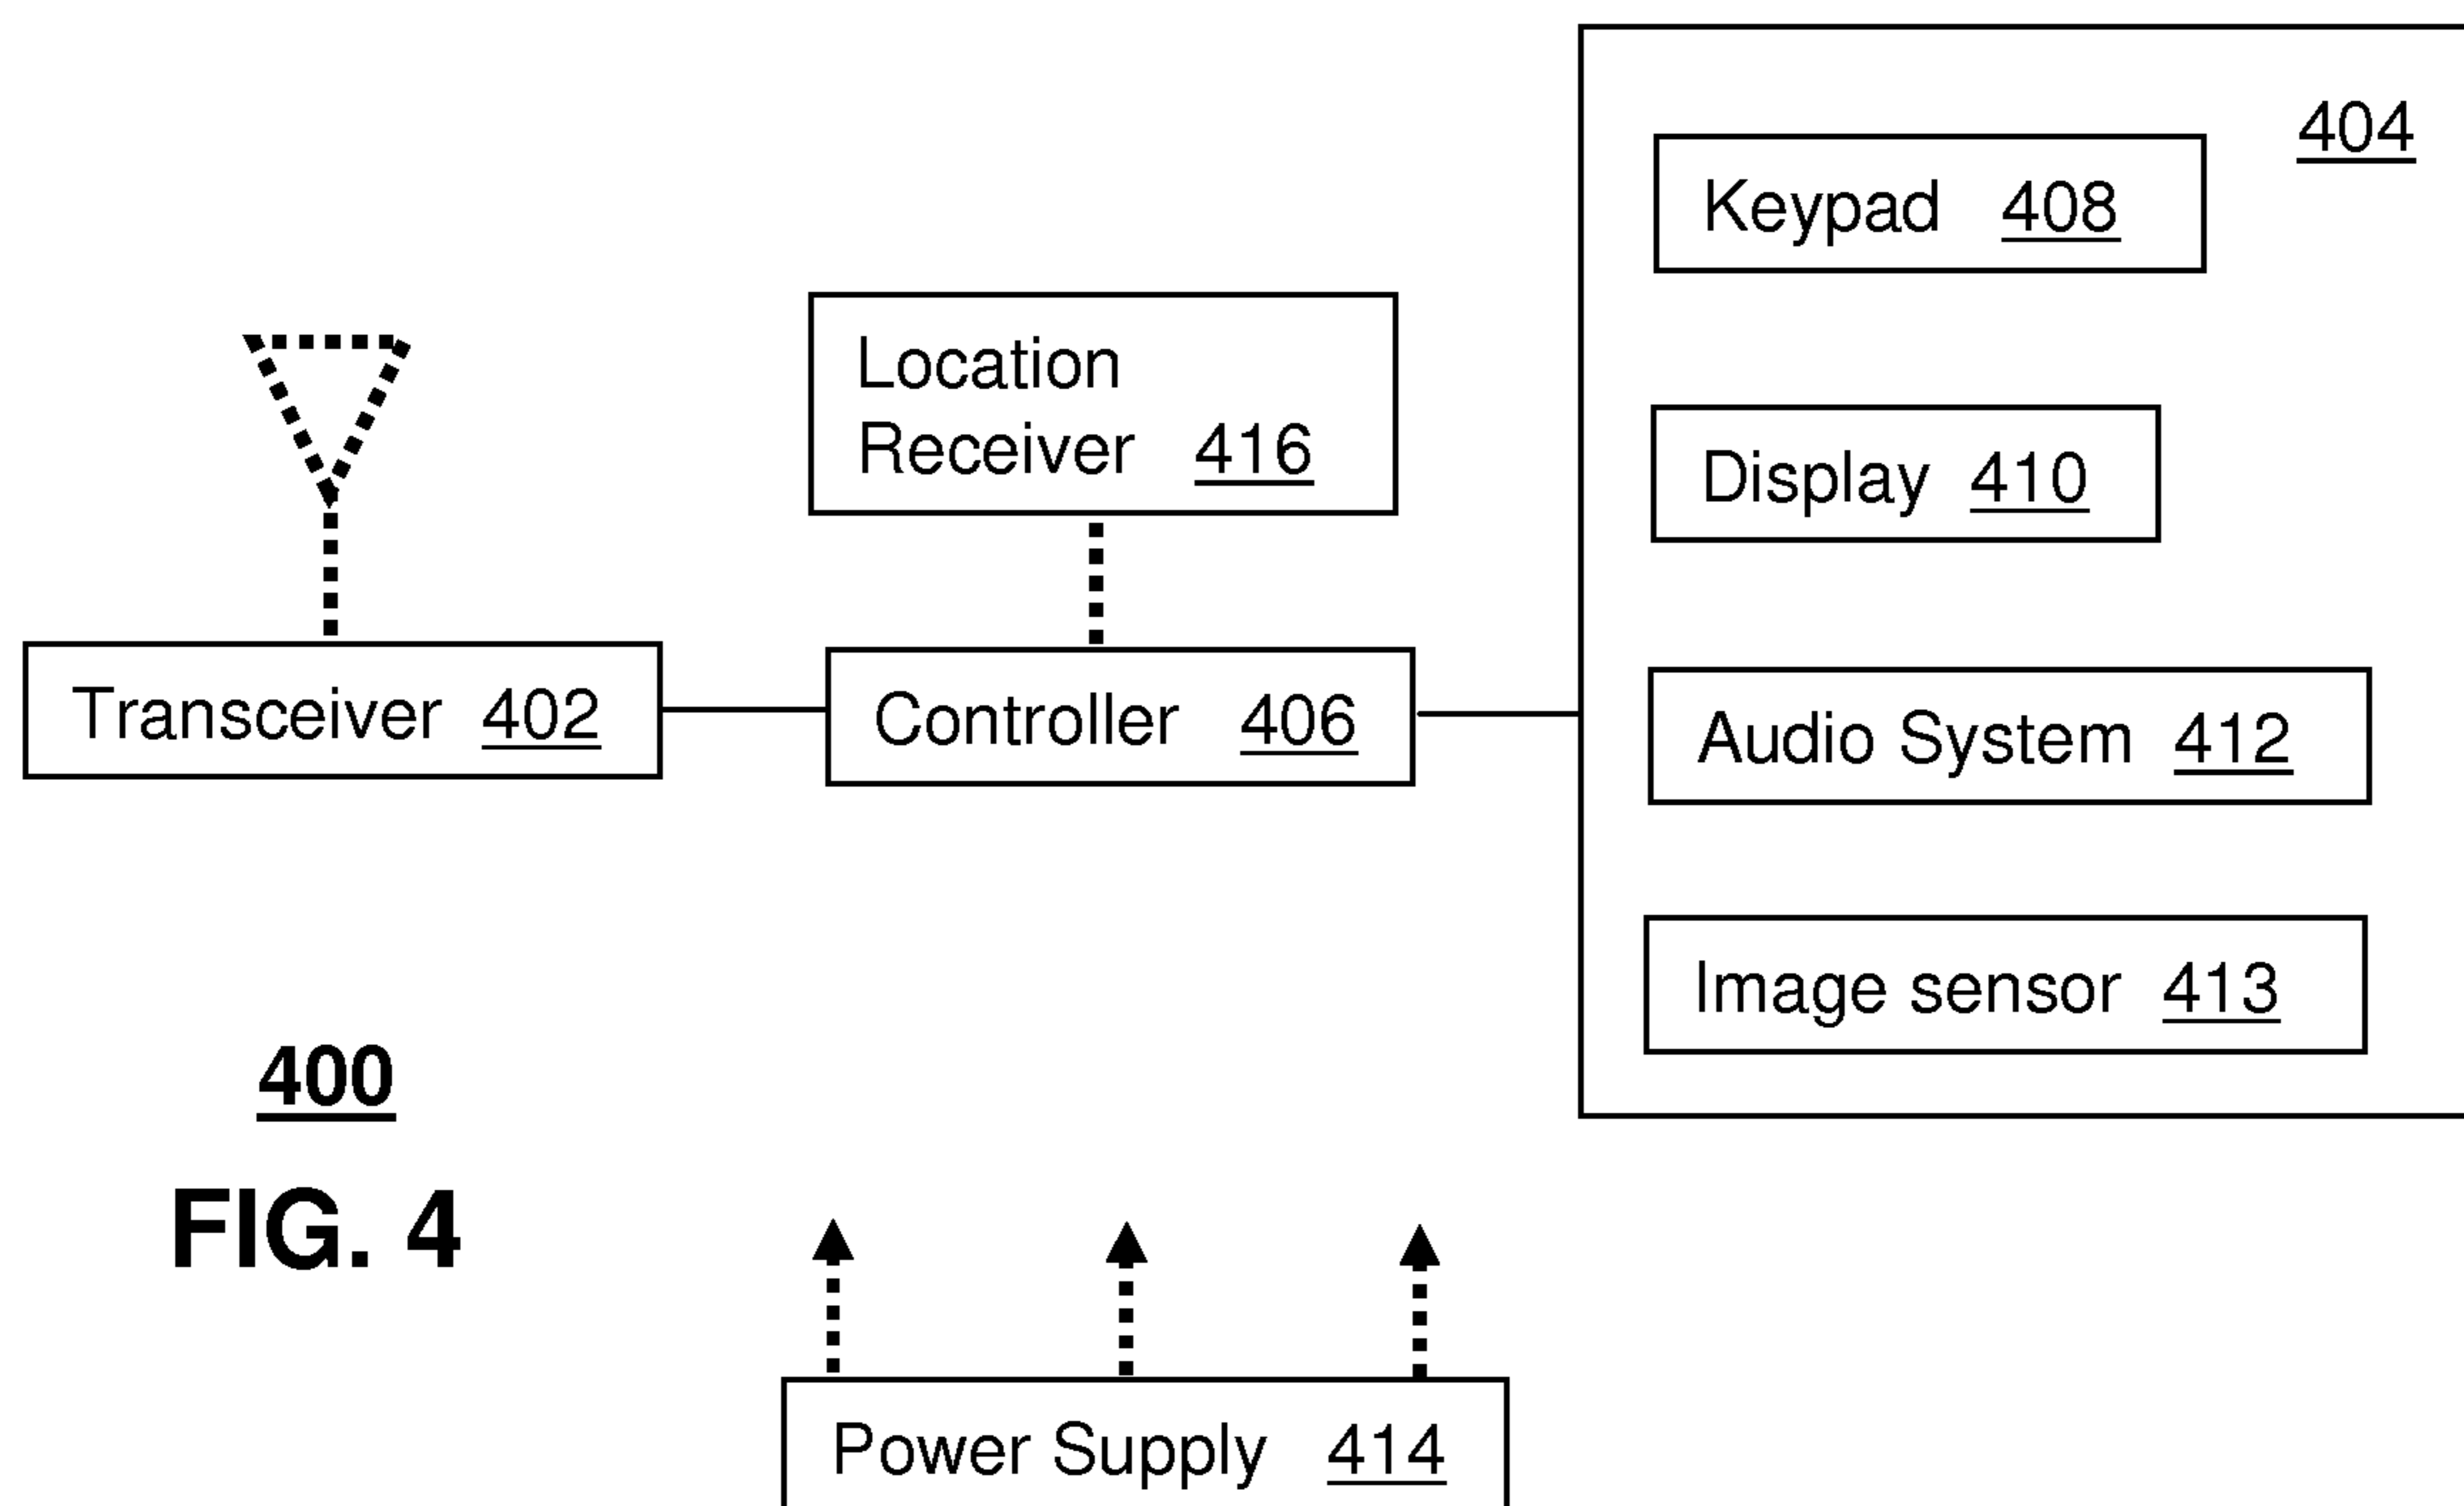 404
Keypad 408
Location
Receiver 416
Display 410
Transceiver 402
Controller 406
Audio System 412
Image sensor 413
400
FIG. 4
Power Supply 414